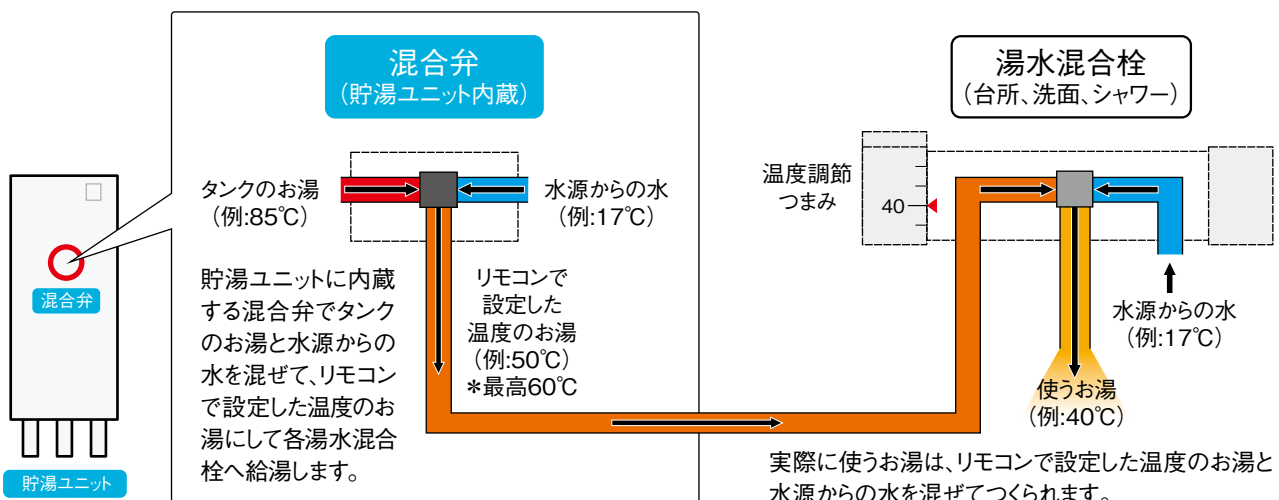 混合弁
(貯湯ユニット内蔵)
タンクのお湯
(例:85℃)
水源からの水
(例:17℃)
貯湯ユニットに内蔵
する混合弁でタンク
のお湯と水源からの
水を混ぜて、リモコン
で設定した温度のお
湯にして各湯水混合
栓へ給湯します。
リモコンで
設定した
温度のお湯
(例:50℃)
*最高60℃
混合弁
貯湯ユニット
湯水混合栓
(台所、洗面、シャワー)
温度調節
つまみ
40
水源からの水
(例:17℃)
使うお湯
(例:40℃)
実際に使うお湯は、リモコンで設定した温度のお湯と
水源からの水を混ぜてつくられます。